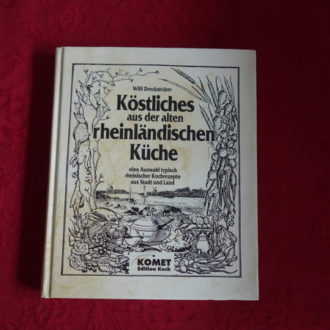 Willi Drecksträter
Köstliches
aus der alten
rheinländischen
Küche
eine Auswahl typisch
rheinischer Kochrezepte
aus Stadt und Land
KOMET
Edition Koch